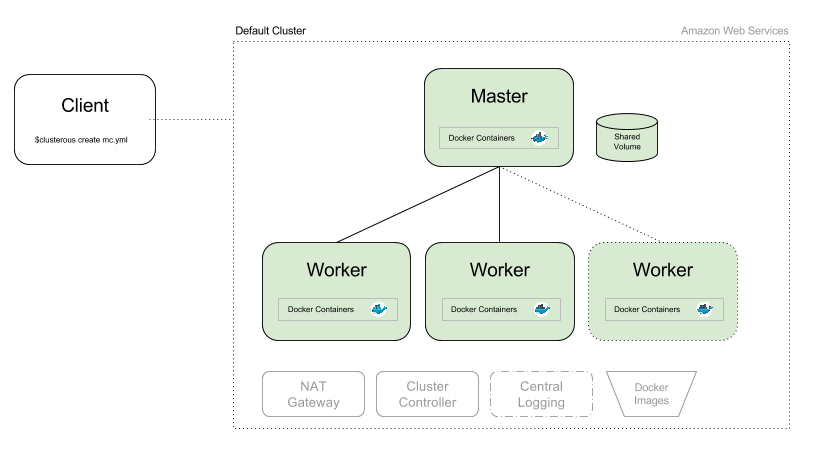 Default Cluster
Amazon Web Services
Client
$clusterous create mc.yml
Master
Docker Containers
Shared
Volume
Worker
Docker Containers
Worker
Docker Containers
Worker
Docker Containers
NAT
Gateway
Cluster
Controller
Central
Logging
Docker
Images